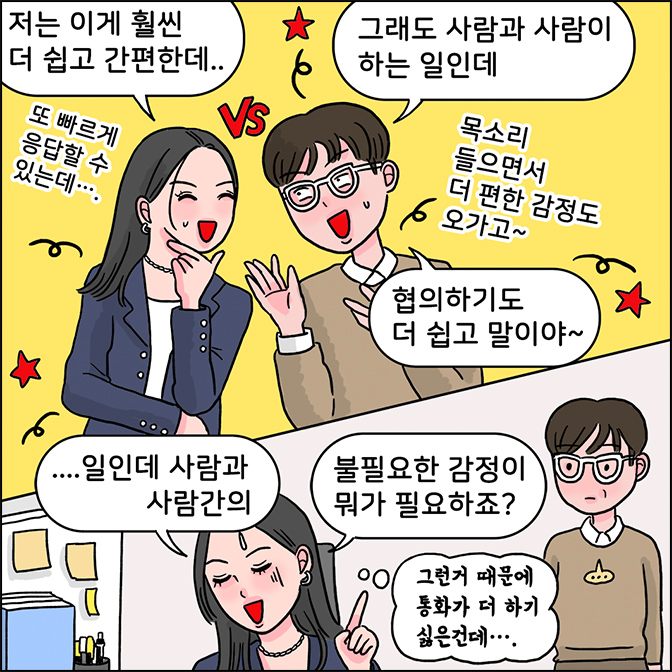 저는 이게 훨씬
더 쉽고 간편한데..
그래도 사람과 사람이
하는 일인데
VS
또 빠르게
응답할 수
있는데….
목소리
들으면서
더 편한 감정도
오가고~
협의하기도
더 쉽고 말이야~
....일인데 사람과
사람간의
불필요한 감정이
뭐가 필요하죠?
그런거 때문에
통화가 더 하기
싫은건데….